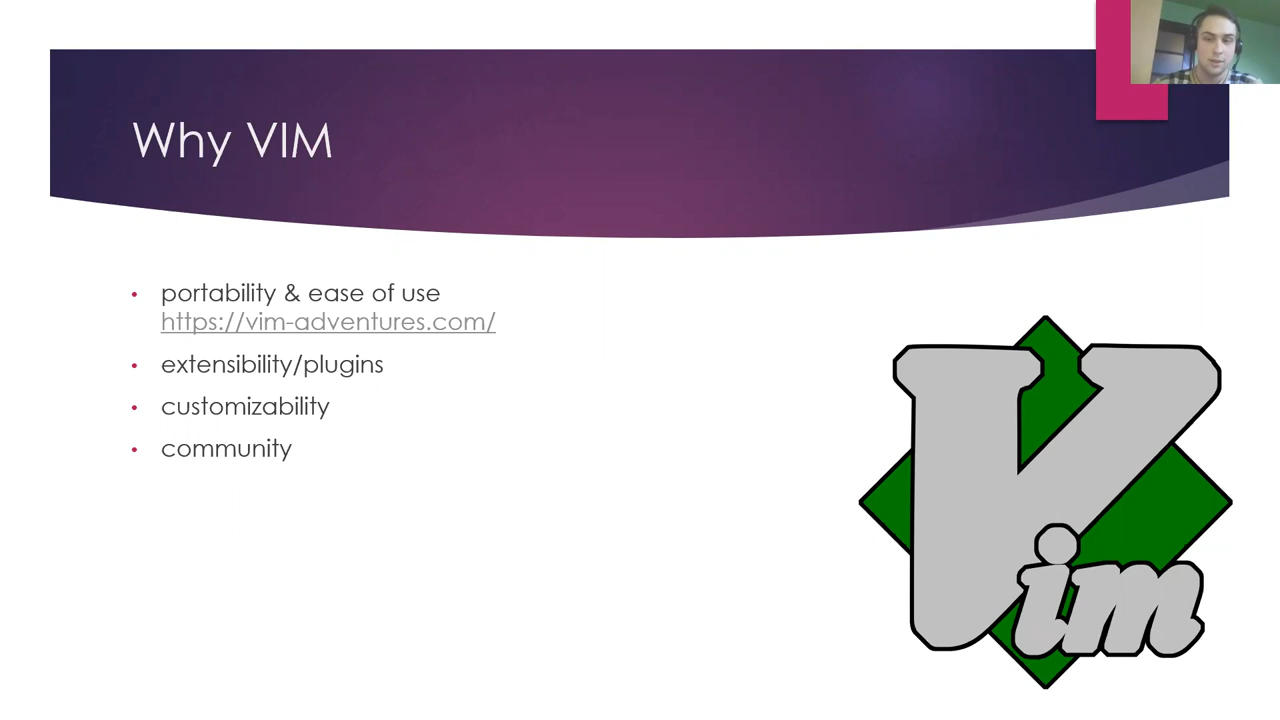 Why VIM
• portability & ease of use
https://vim-adventures.com/
• extensibility/plugins
• customizability
• community
Vim